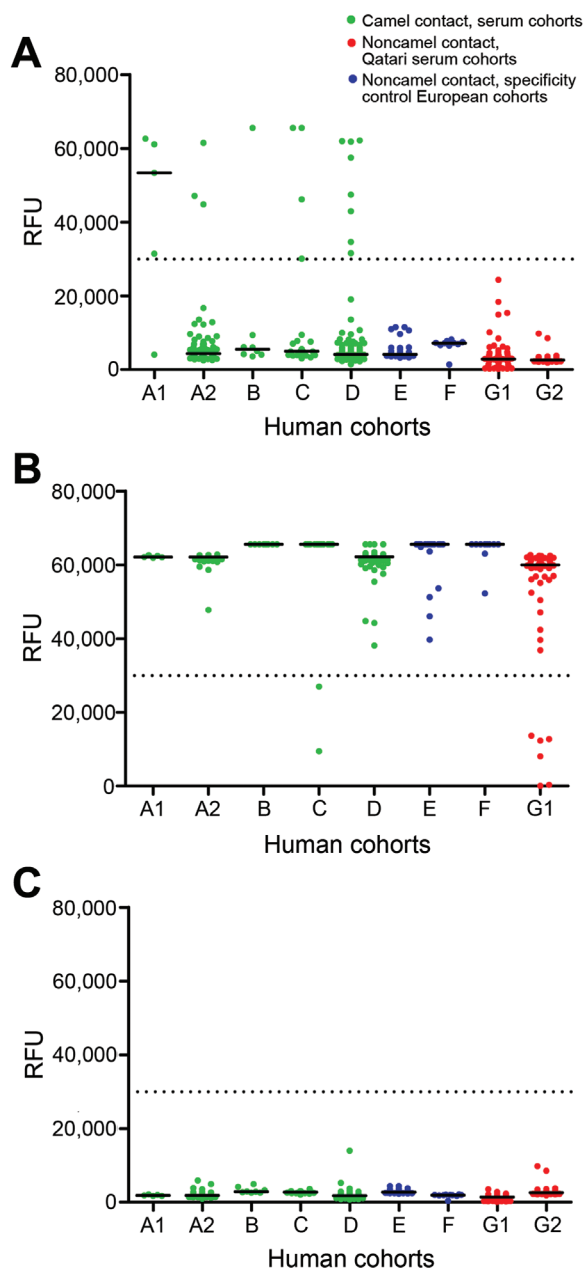 Camel contact, serum cohorts
Noncamel contact,
Qatari serum cohorts
Noncamel contact, specificity
control European cohorts
A
80,000
60,000
40,000
20,000
0
RFU
A1 A2 B C D E F G1 G2
Human cohorts
B
80,000
60,000
40,000
20,000
0
RFU
A1 A2 B C D E F G1
Human cohorts
C
80,000
60,000
40,000
20,000
0
RFU
A1 A2 B C D E F G1 G2
Human cohorts